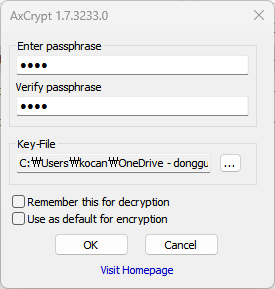 AxCrypt 1.7.3233.0
Enter passphrase
●●●●
Verify passphrase
●●●●
Key-File
C:₩Users₩kocan₩OneDrive - donggu
...
Remember this for decryption
Use as default for encryption
OK
Cancel
Visit Homepage